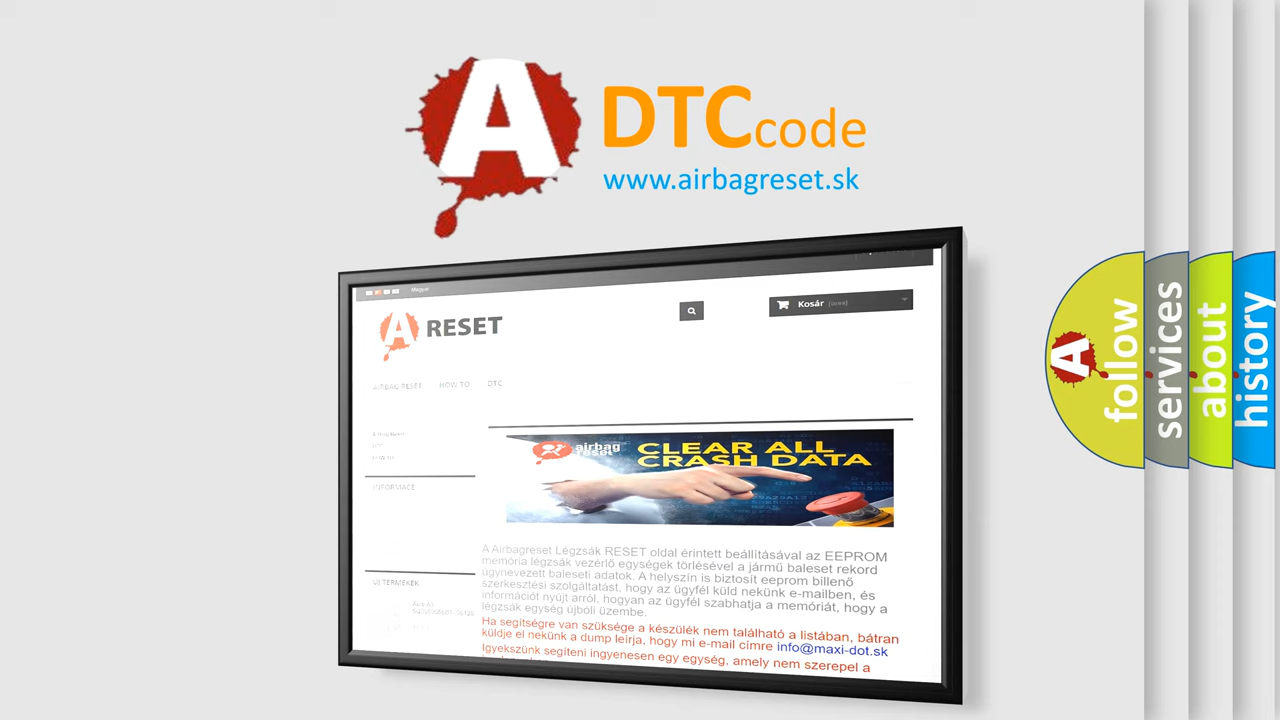 A DTC code
www.airbagreset.sk
Magyar
A RESET
Kosár (üres)
AIRBAG RESET HOW TO DTC
INFORMACE
airbag
reset
CLEAR ALL
CRASH DATA
A Airbagreset Légzsák RESET oldal érintett beállításával az EEPROM
memória légzsák vezérlő egységek törlésével a jármű baleset rekord
úgynevezett baleseti adatok. A helyszín is biztosít eeprom billenő
szerkesztési szolgáltatást, hogy az ügyfél küld nekünk e-mailben, és
információt nyújt arról, hogyan az ügyfél szabhatja a memóriát, hogy a
légzsák egység újbóli üzembe.
Ha segítségre van szüksége a készülék nem található a listában, bátran
küldje el nekünk a dump leírja, hogy mi e-mail címre info@maxi-dot.sk
Igyekszünk segíteni ingyenesen egy egység, amely nem szerepel a
ÚJ TERMÉKEK
A follow
services
about
history